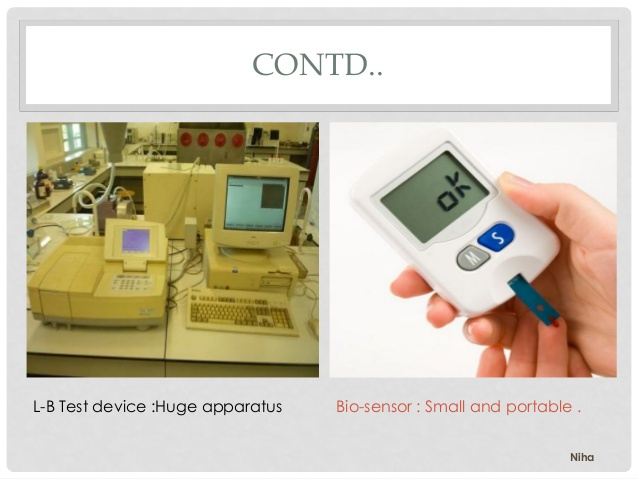 CONTD..
ok
S
M
L-B Test device :Huge apparatus
Bio-sensor : Small and portable .
Niha